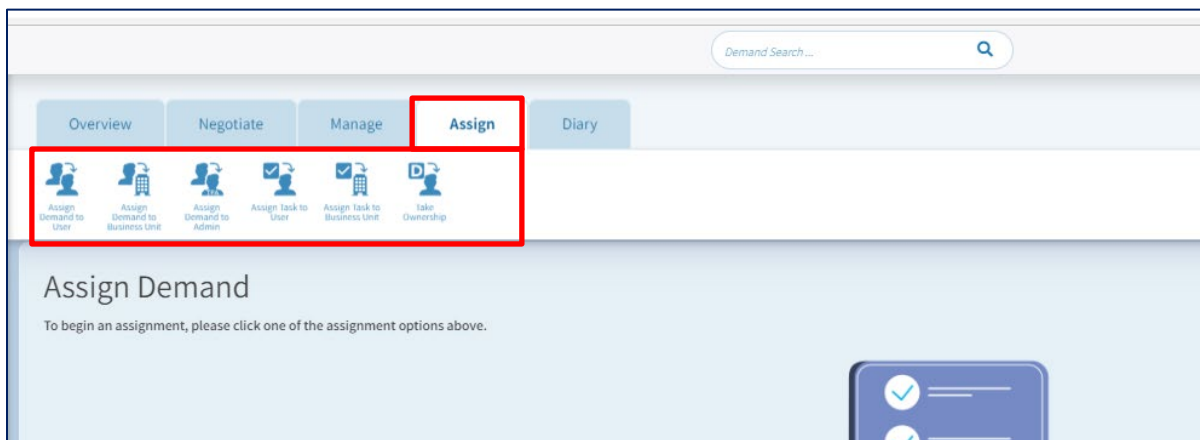 Demand Search ...
Overview Negotiate Manage Assign Diary
Assign Demand to User
Assign Demand to Business Unit
Assign Demand to Admin
Assign Task to User
Assign Task to Business Unit
Take Ownership
Assign Demand
To begin an assignment, please click one of the assignment options above.